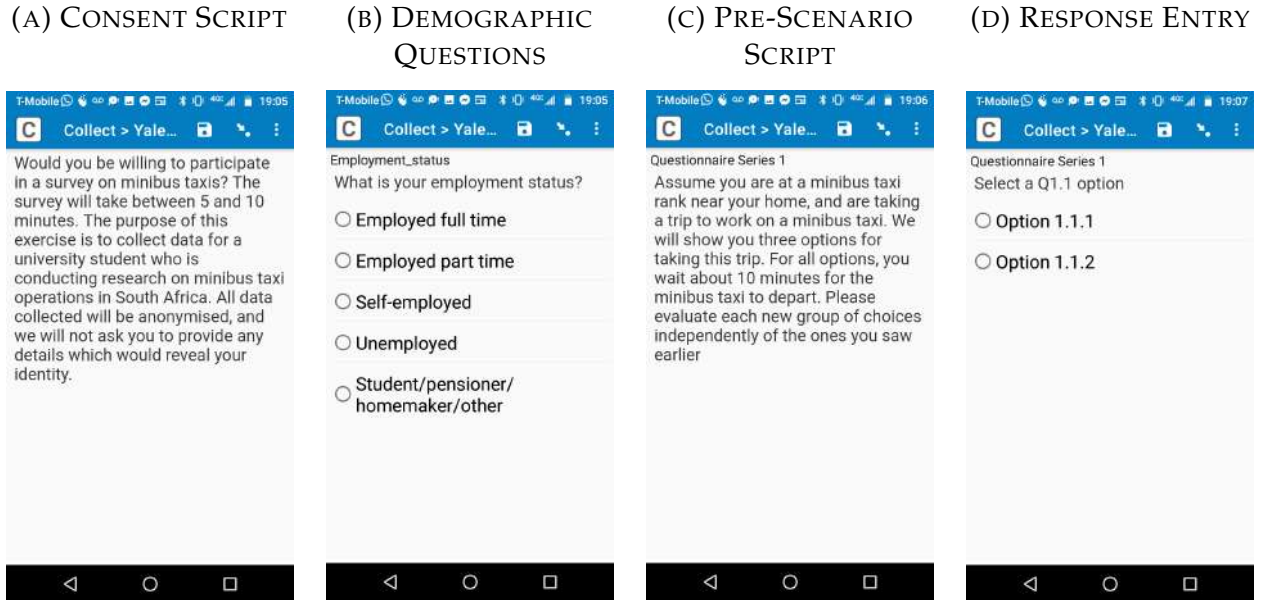 (A) CONSENT SCRIPT
T-Mobile 19:05
C Collect > Yale...
Would you be willing to participate
in a survey on minibus taxis? The
survey will take between 5 and 10
minutes. The purpose of this
exercise is to collect data for a
university student who is
conducting research on minibus taxi
operations in South Africa. All data
collected will be anonymised, and
we will not ask you to provide any
details which would reveal your
identity.
(B) DEMOGRAPHIC
QUESTIONS
T-Mobile 19:05
C Collect > Yale...
Employment_status
What is your employment status?
Employed full time
Employed part time
Self-employed
Unemployed
Student/pensioner/
homemaker/other
(C) PRE-SCENARIO
SCRIPT
T-Mobile 19:06
C Collect > Yale...
Questionnaire Series 1
Assume you are at a minibus taxi
rank near your home, and are taking
a trip to work on a minibus taxi. We
will show you three options for
taking this trip. For all options, you
wait about 10 minutes for the
minibus taxi to depart. Please
evaluate each new group of choices
independently of the ones you saw
earlier
(D) RESPONSE ENTRY
T-Mobile 19:07
C Collect > Yale...
Questionnaire Series 1
Select a Q1.1 option
Option 1.1.1
Option 1.1.2